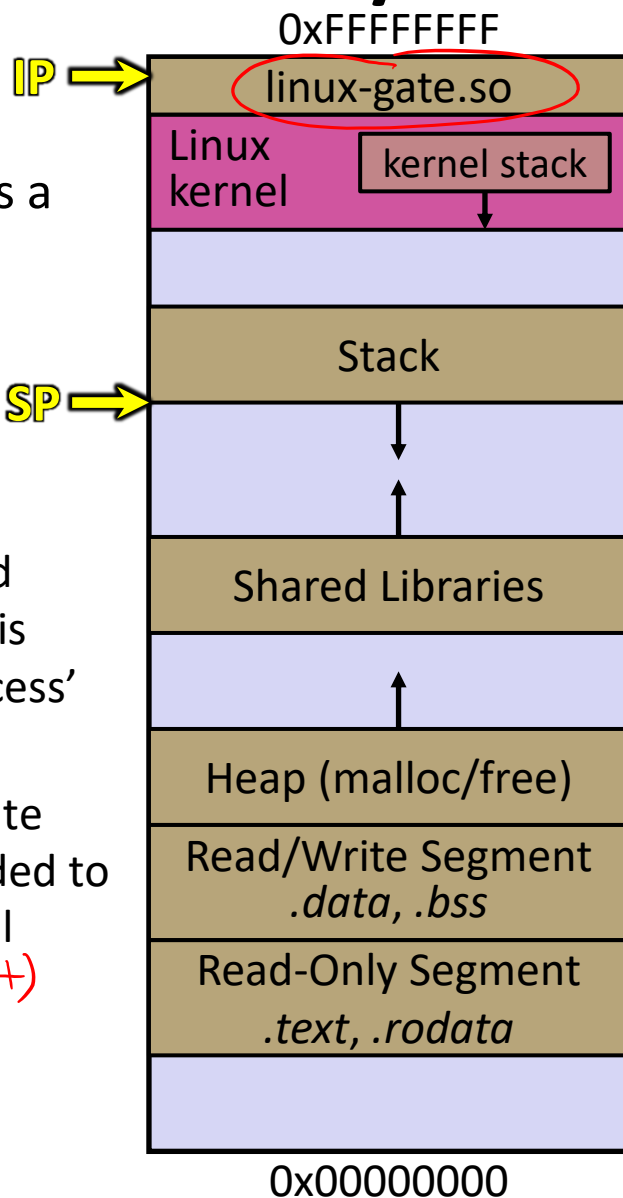 0xFFFFFFFF
IP
linux-gate.so
Linux
kernel
kernel stack
s a
Stack
SP
d
is
cess’
Shared Libraries
Heap (malloc/free)
te
ded to
l
+)
Read/Write Segment
.data, .bss
Read-Only Segment
.text, .rodata
0x00000000